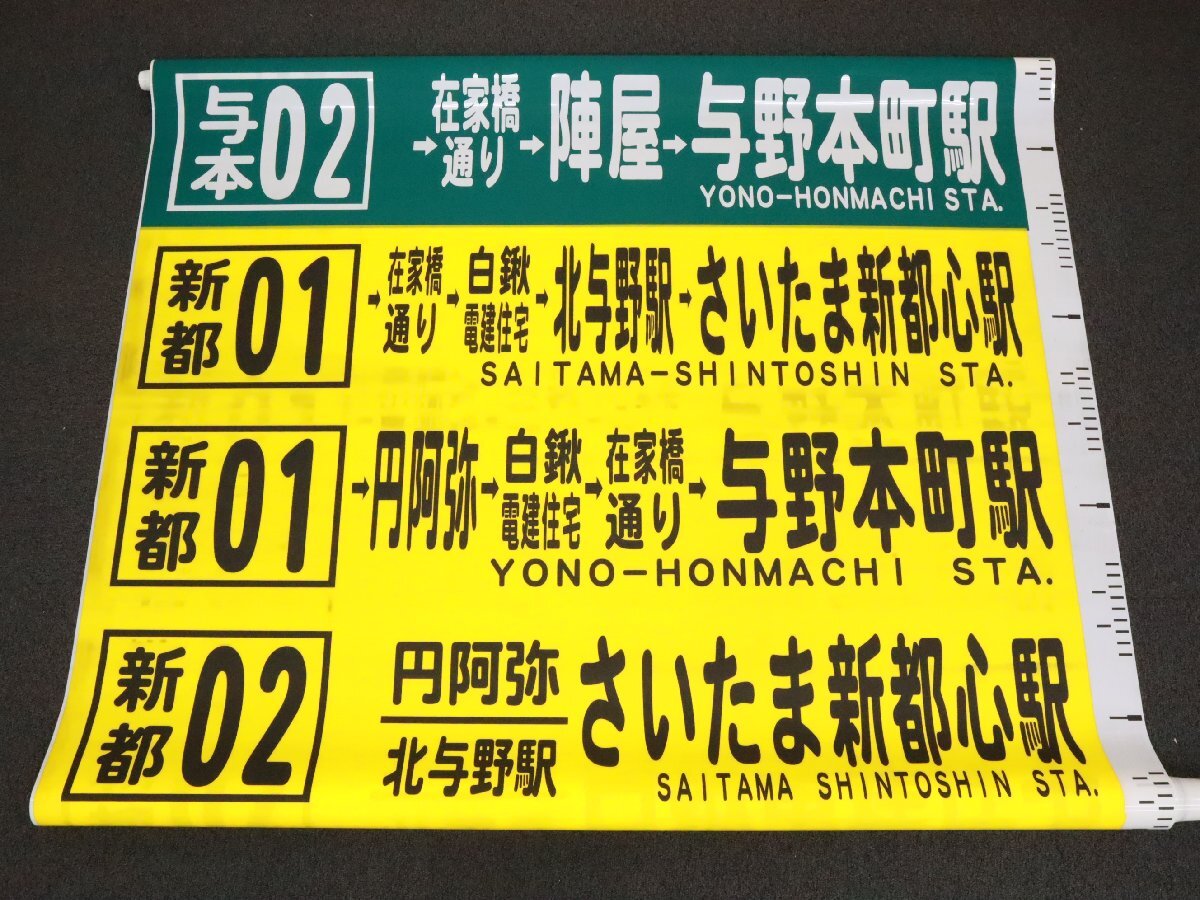 与本02 →在家橋通り→陣屋→与野本町駅
YONO-HONMACHI STA.
新都01 →在家橋通り→白鍬電建住宅→北与野駅→さいたま新都心駅
SAITAMA-SHINTOSHIN STA.
新都01 →円阿弥→白鍬電建住宅→在家橋通り→与野本町駅
YONO-HONMACHI STA.
新都02 円阿弥 北与野駅 さいたま新都心駅
SAITAMA SHINTOSHIN STA.